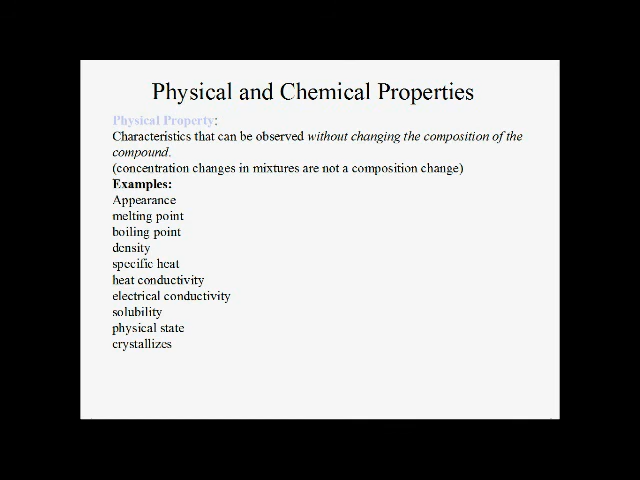 Physical and Chemical Properties
Physical Property:
Characteristics that can be observed without changing the composition of the
compound.
(concentration changes in mixtures are not a composition change)
Examples:
Appearance
melting point
boiling point
density
specific heat
heat conductivity
electrical conductivity
solubility
physical state
crystallizes